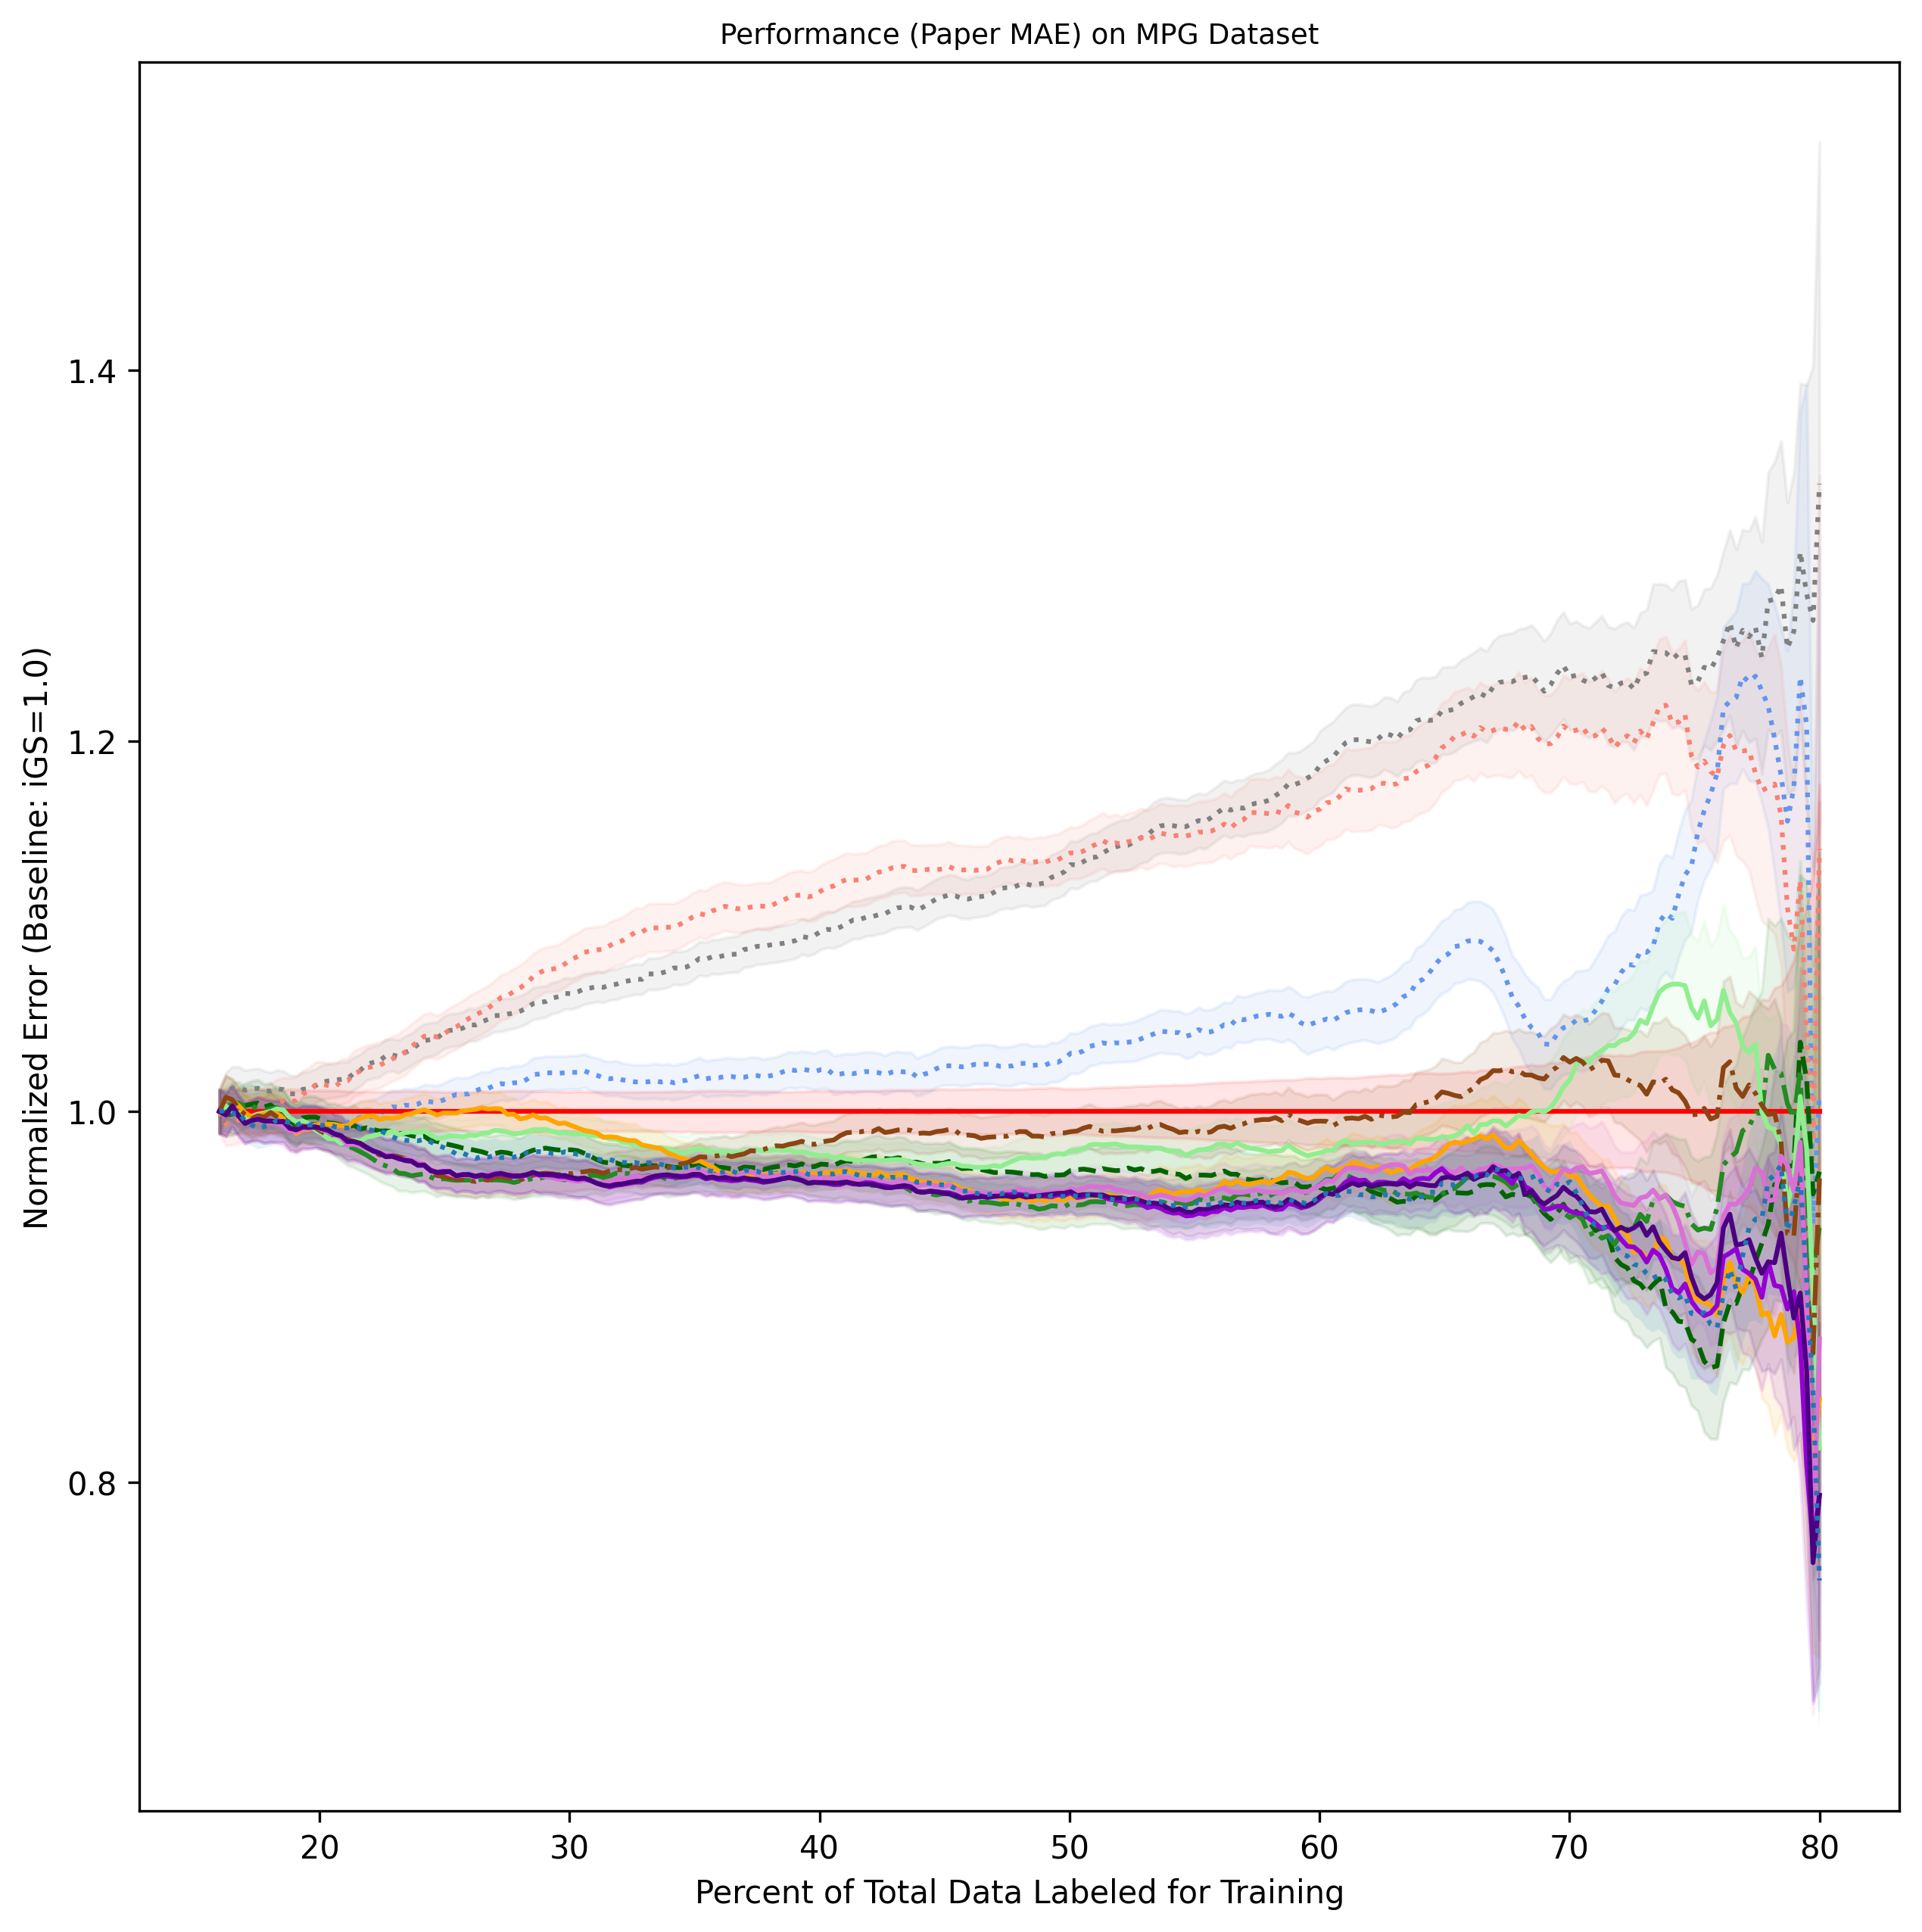 Performance (Paper MAE) on MPG Dataset
Normalized Error (Baseline: iGS=1.0)
1.4
1.2
1.0
0.8
20 30 40 50 60 70 80
Percent of Total Data Labeled for Training